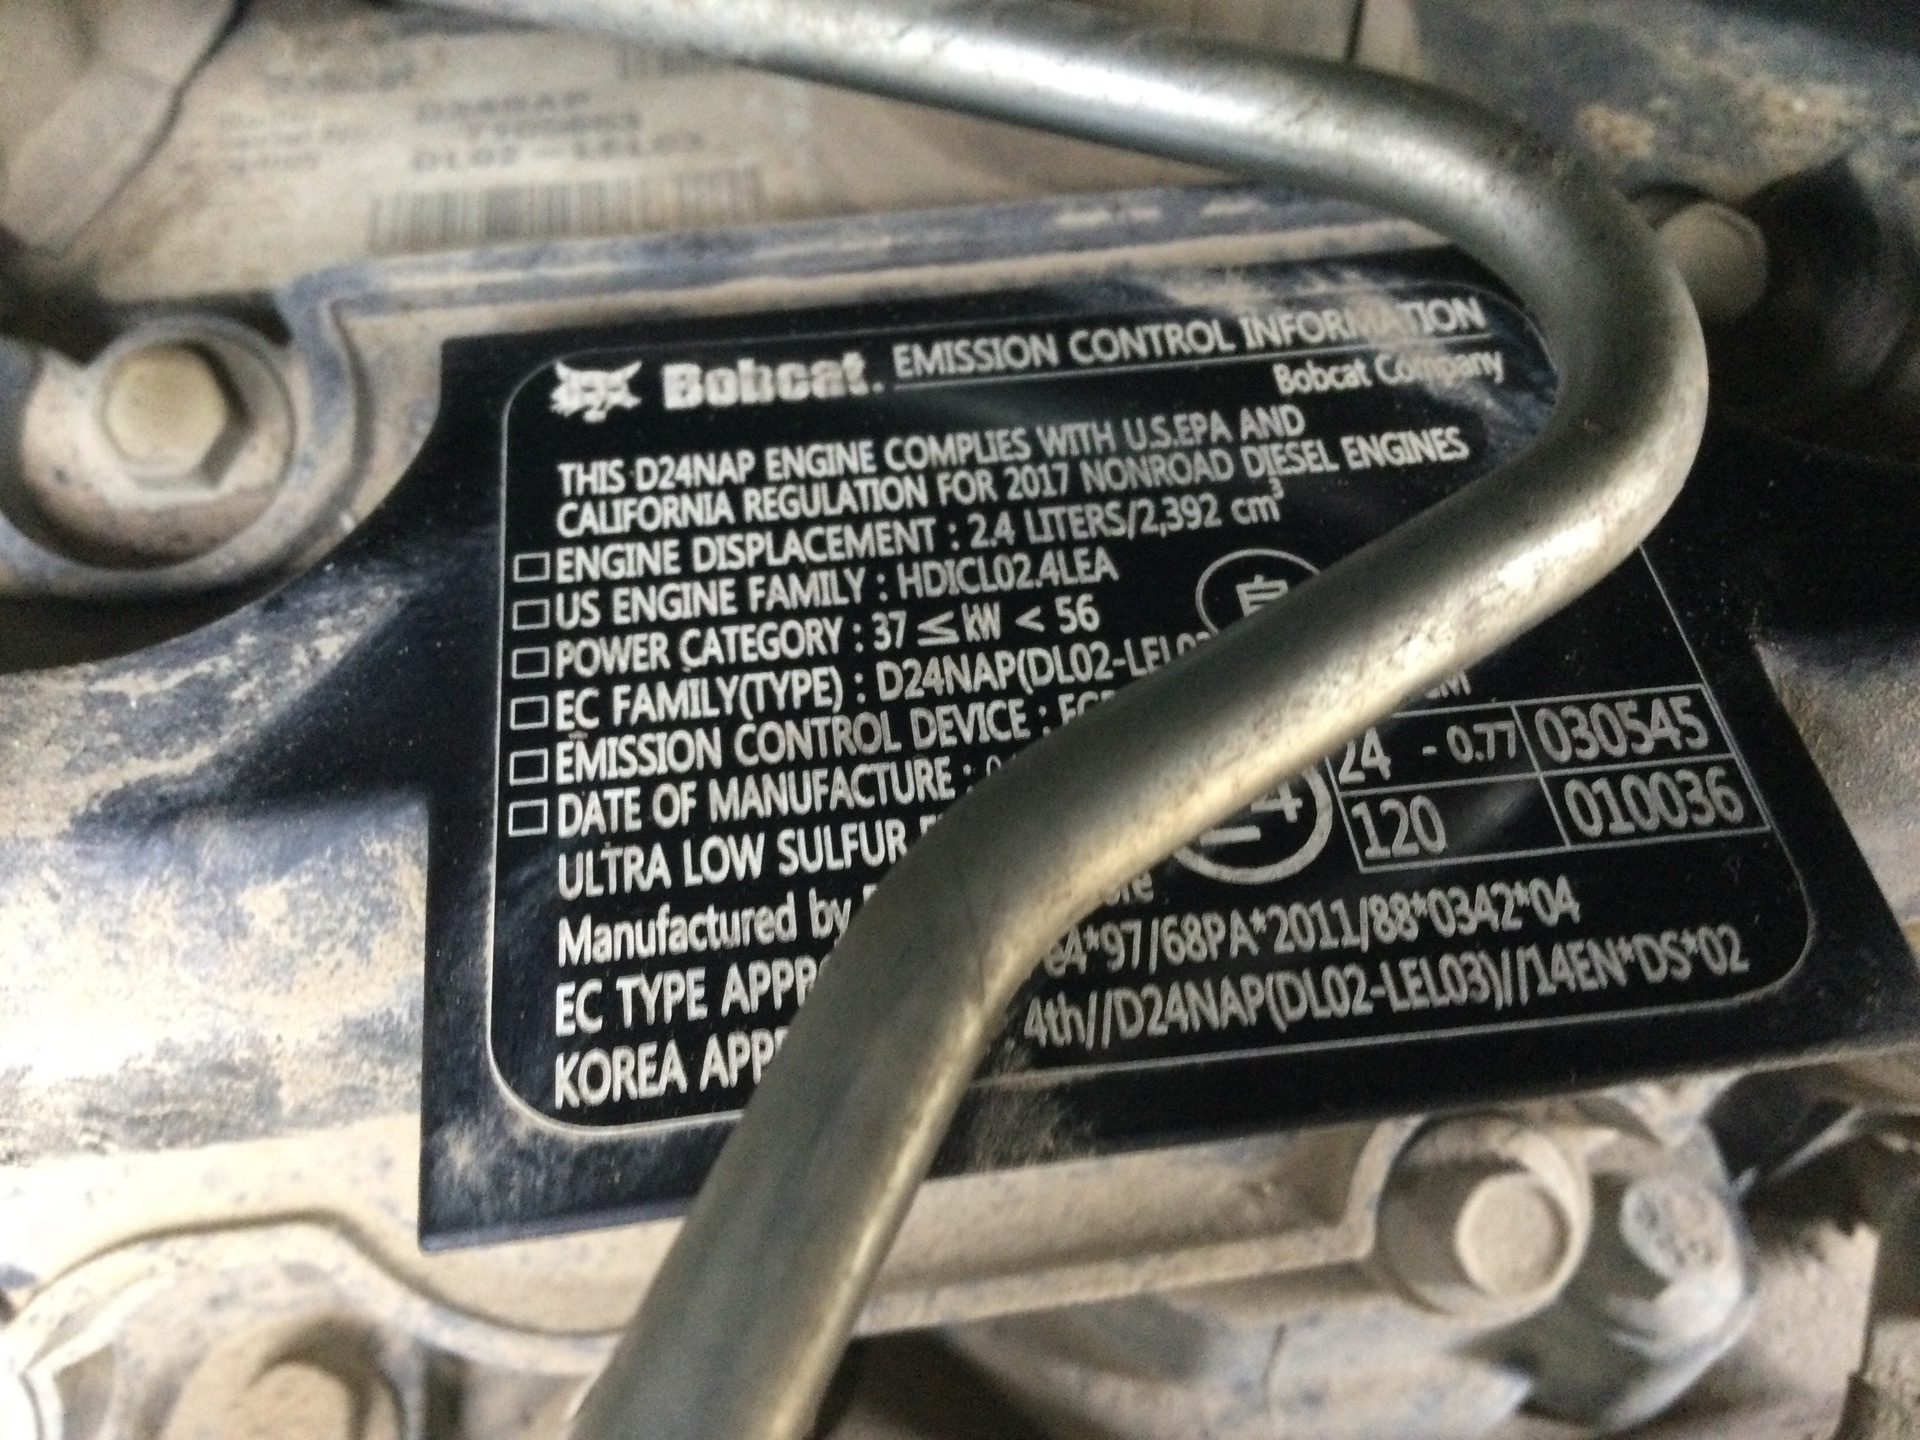 D24NAP
DL02-LEL03
Bobcat. EMISSION CONTROL INFORMATION
Bobcat Company
THIS D24NAP ENGINE COMPLIES WITH U.S.EPA AND
CALIFORNIA REGULATION FOR 2017 NONROAD DIESEL ENGINES
ENGINE DISPLACEMENT : 2.4 LITERS/2,392 cm³
US ENGINE FAMILY : HDICL02.4LEA
POWER CATEGORY : 37 ≤ kW < 56
EC FAMILY(TYPE) : D24NAP(DL02-LEL03
EMISSION CONTROL DEVICE :
DATE OF MANUFACTURE :
24 - 0.77 030545
120 010036
ULTRA LOW SULFUR
Manufactured by
EC TYPE e4*97/68PA*2011/88*0342*04
KOREA 4th//D24NAP(DL02-LEL03)//14EN*DS*02